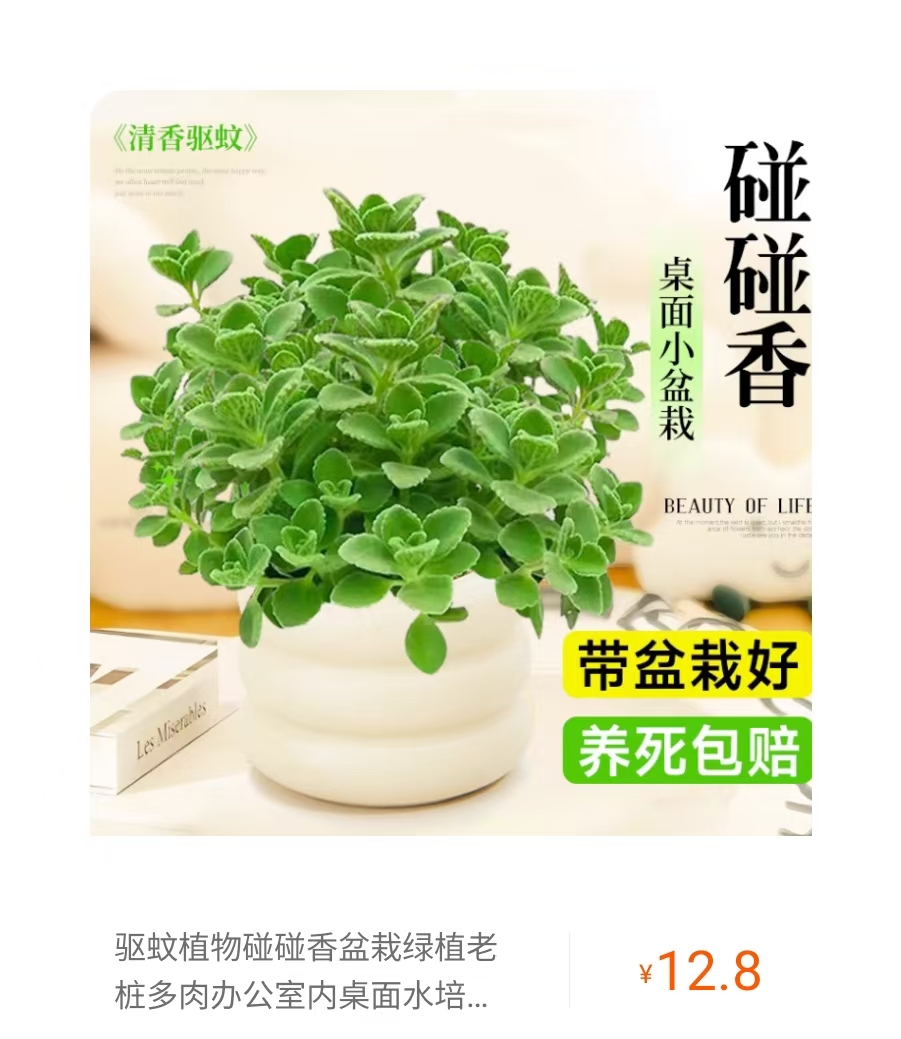 《清香驱蚊》
碰碰香
桌面小盆栽
BEAUTY OF LIFE
Les Miserables
带盆栽好
养死包赔
驱蚊植物碰碰香盆栽绿植老
桩多肉办公室内桌面水培...
¥12.8